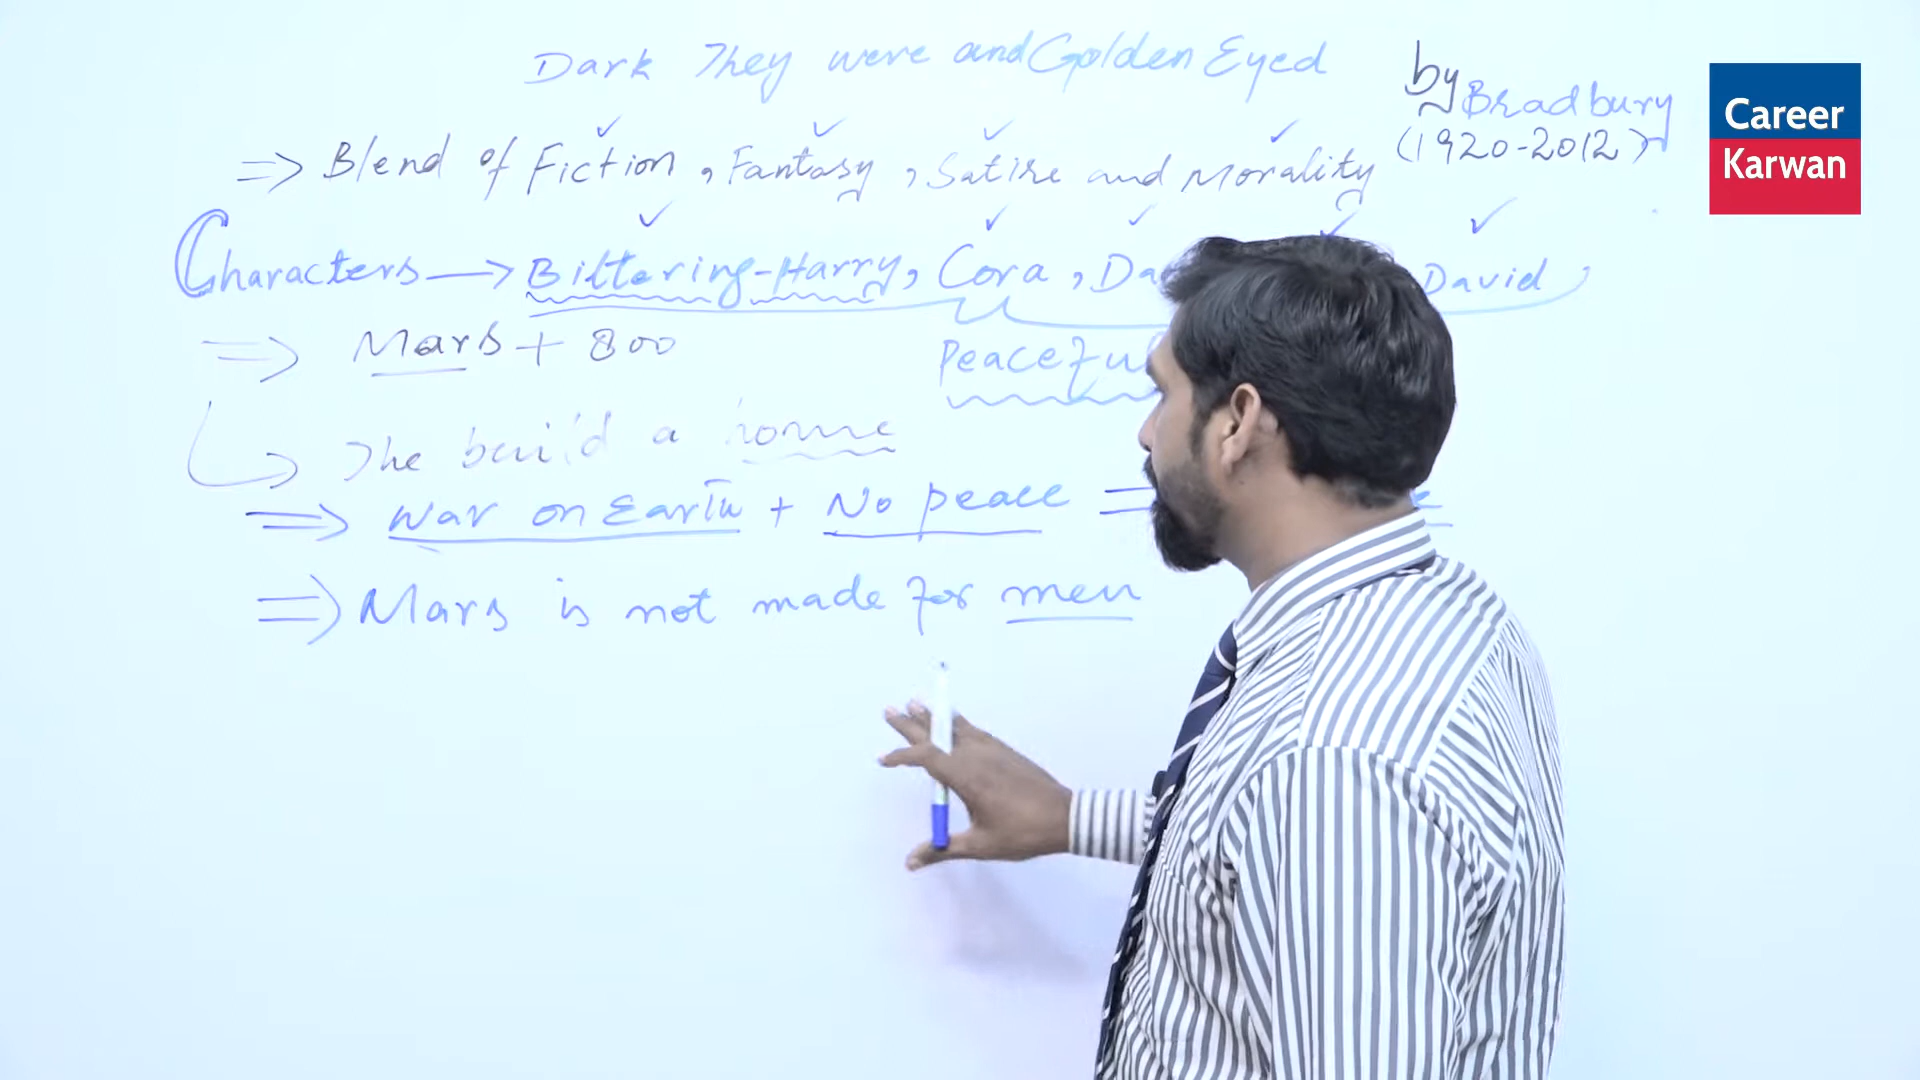 Dark They were and Golden Eyed
by Bradbury
(1920-2012)
⇒ Blend of Fiction, Fantasy, Satire and Morality
Characters → Bittering-Harry, Cora, Da David
⇒ Mars + 800
Peaceful
The build a home
⇒ War on Earth + No peace =
⇒ Mars is not made for men
Career
Karwan